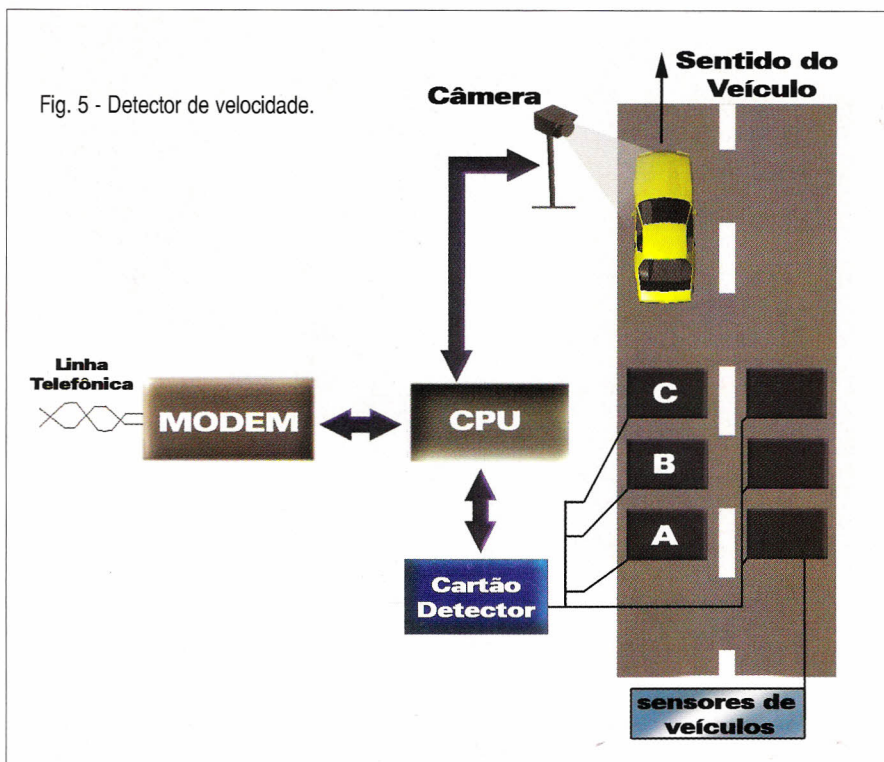 Fig. 5 - Detector de velocidade.
Câmera
Sentido do
Veículo
Linha
Telefônica
MODEM
CPU
C
B
A
Cartão
Detector
sensores de
veículos